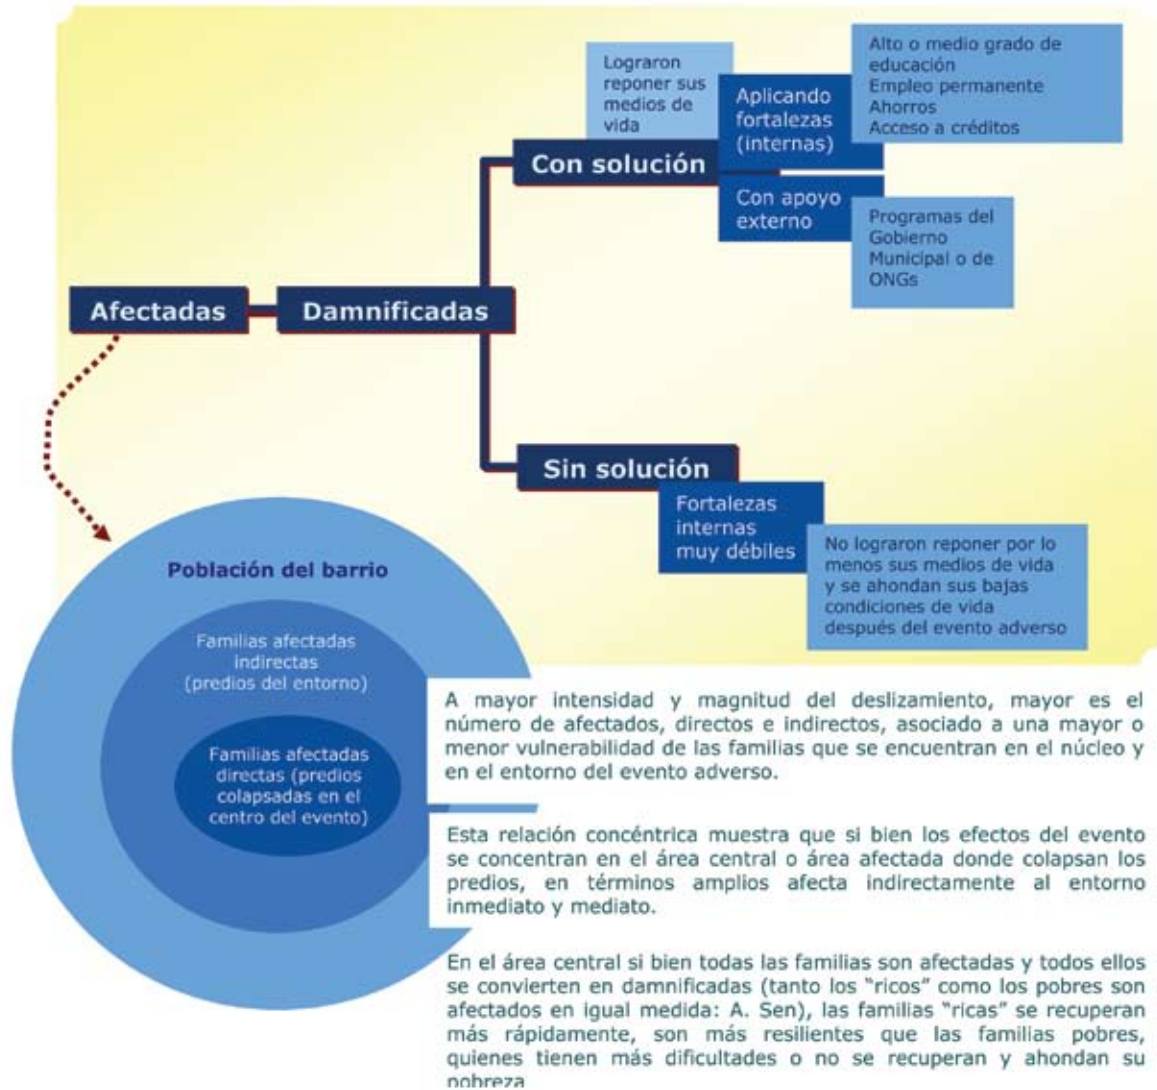 Lograron
reponer sus
medios de
vida
Aplicando
fortalezas
(internas)
Alto o medio grado de
educación
Empleo permanente
Ahorros
Acceso a créditos
Con solución
Con apoyo
externo
Programas del
Gobierno
Municipal o de
ONGs
Afectadas
Damnificadas
Sin solución
Fortalezas
internas
muy débiles
No lograron reponer por lo
menos sus medios de vida
y se ahondan sus bajas
condiciones de vida
después del evento adverso
Población del barrio
Familias afectadas
indirectas
(predios del entorno)
Familias afectadas
directas (predios
colapsadas en el
centro del evento)
A mayor intensidad y magnitud del deslizamiento, mayor es el
número de afectados, directos e indirectos, asociado a una mayor o
menor vulnerabilidad de las familias que se encuentran en el núcleo y
en el entorno del evento adverso.
Esta relación concéntrica muestra que si bien los efectos del evento
se concentran en el área central o área afectada donde colapsan los
predios, en términos amplios afecta indirectamente al entorno
inmediato y mediato.
En el área central si bien todas las familias son afectadas y todos ellos
se convierten en damnificadas (tanto los "ricos" como los pobres son
afectados en igual medida: A. Sen), las familias "ricas" se recuperan
más rápidamente, son más resilientes que las familias pobres,
quienes tienen más dificultades o no se recuperan y ahondan su
pobreza